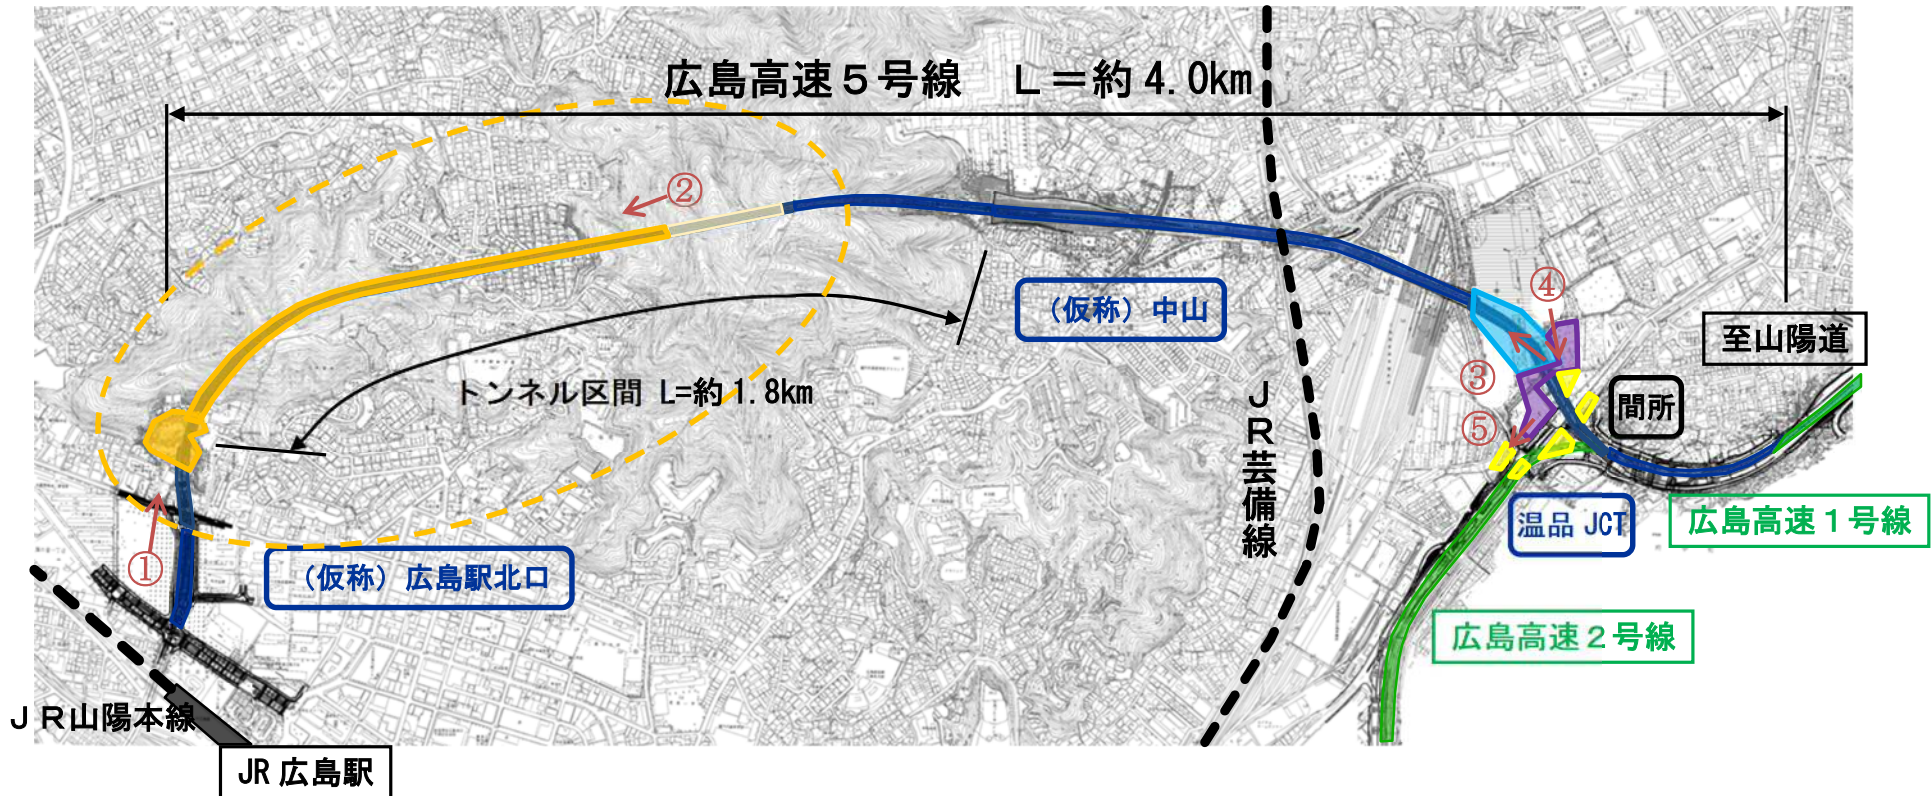 広島高速５号線　Ｌ＝約 4.0km
②
④
（仮称）中山
至山陽道
トンネル区間 L=約 1.8km
③
間所
ＪＲ芸備線
⑤
温品 JCT
広島高速１号線
①
（仮称）広島駅北口
広島高速２号線
ＪＲ山陽本線
JR 広島駅